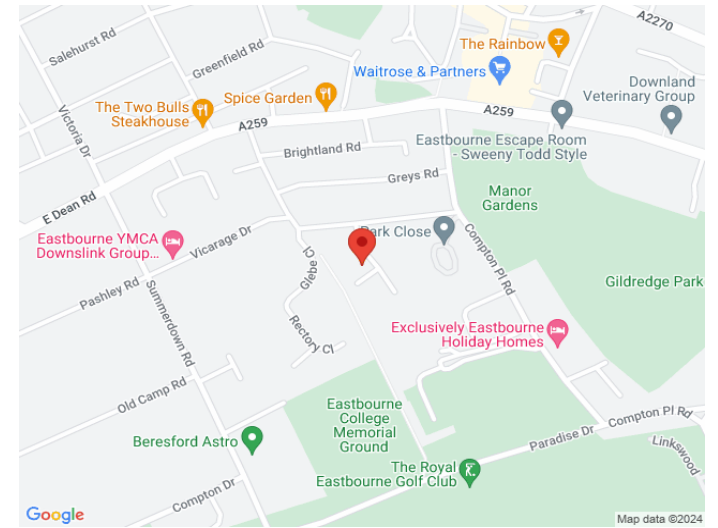 Salehurst Rd
Greenfield Rd
A2270
The Rainbow
Waitrose & Partners
Downland
Veterinary Group
Spice Garden
The Two Bulls
Steakhouse
A259
A259
Victoria Dr
Eastbourne Escape Room
- Sweeny Todd Style
Brightland Rd
Greys Rd
Manor
Gardens
E Dean Rd
Vicarage Dr
Park Close
Eastbourne YMCA
Downslink Group...
Glebe Cl
Compton Pl Rd
Pashley Rd
Gildredge Park
Summerdown Rd
Rectory Cl
Exclusively Eastbourne
Holiday Homes
Old Camp Rd
Eastbourne
College
Memorial
Ground
Compton Pl Rd
Paradise Dr
Linkswood
Beresford Astro
The Royal
Eastbourne Golf Club
Compton Dr
Google
Map data ©2024